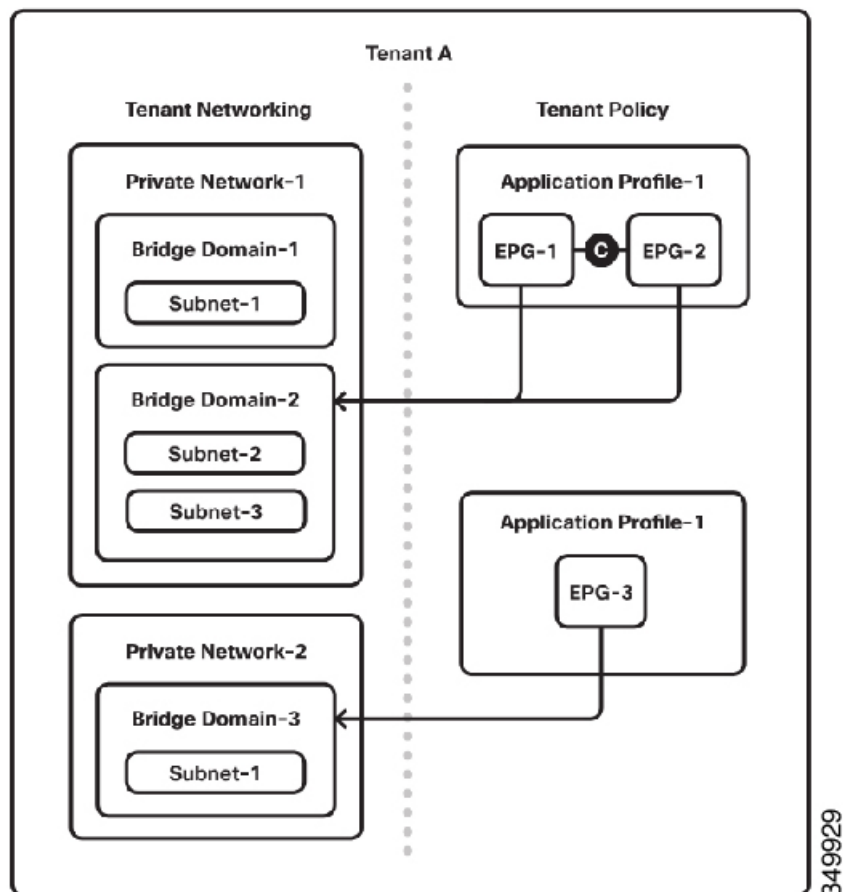 Tenant A
Tenant Networking
Tenant Policy
Private Network-1
Bridge Domain-1
Subnet-1
Bridge Domain-2
Subnet-2
Subnet-3
Private Network-2
Bridge Domain-3
Subnet-1
Application Profile-1
EPG-1
C
EPG-2
Application Profile-1
EPG-3
349929